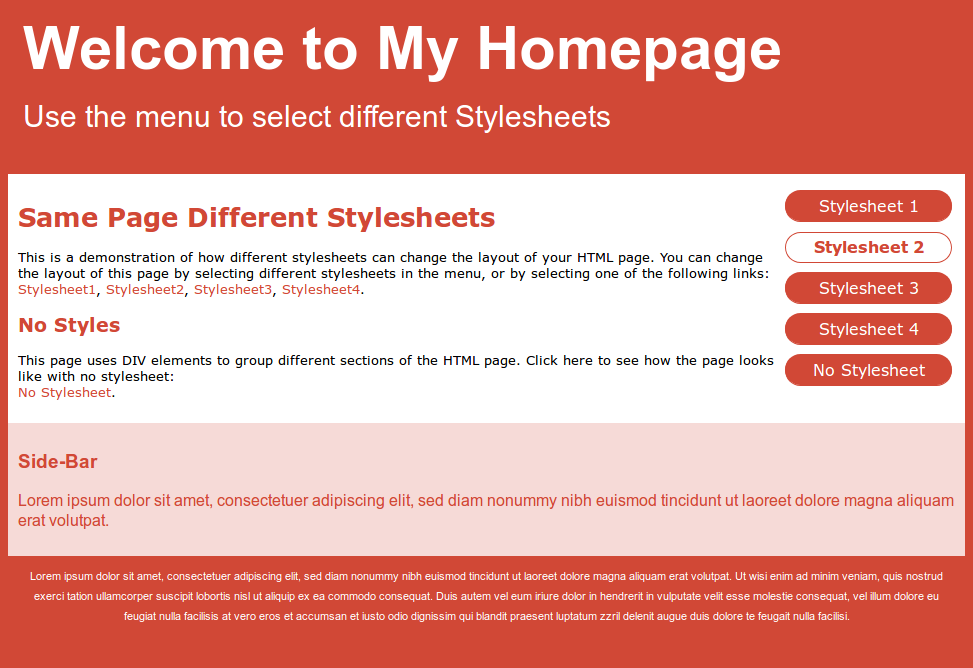 Welcome to My Homepage
Use the menu to select different Stylesheets
Same Page Different Stylesheets
This is a demonstration of how different stylesheets can change the layout of your HTML page. You can change
the layout of this page by selecting different stylesheets in the menu, or by selecting one of the following links:
Stylesheet1, Stylesheet2, Stylesheet3, Stylesheet4.
No Styles
This page uses DIV elements to group different sections of the HTML page. Click here to see how the page looks
like with no stylesheet:
No Stylesheet.
Stylesheet 1
Stylesheet 2
Stylesheet 3
Stylesheet 4
No Stylesheet
Side-Bar
Lorem ipsum dolor sit amet, consectetuer adipiscing elit, sed diam nonummy nibh euismod tincidunt ut laoreet dolore magna aliquam
erat volutpat.
Lorem ipsum dolor sit amet, consectetuer adipiscing elit, sed diam nonummy nibh euismod tincidunt ut laoreet dolore magna aliquam erat volutpat. Ut wisi enim ad minim veniam, quis nostrud
exerci tation ullamcorper suscipit lobortis nisl ut aliquip ex ea commodo consequat. Duis autem vel eum iriure dolor in hendrerit in vulputate velit esse molestie consequat, vel illum dolore eu
feugiat nulla facilisis at vero eros et accumsan et iusto odio dignissim qui blandit praesent luptatum zzril delenit augue duis dolore te feugait nulla facilisi.